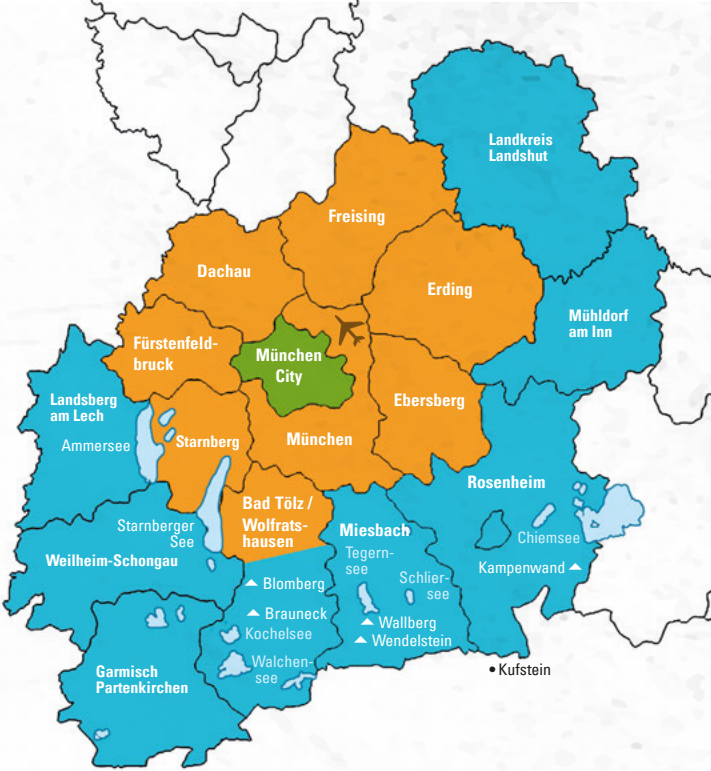 Landkreis
Landshut
Freising
Dachau
Erding
Mühldorf
am Inn
Fürstenfeld-
bruck
München
City
Landsberg
am Lech
Ebersberg
Ammersee
Starnberg
München
Rosenheim
Bad Tölz /
Wolfrats-
hausen
Starnberger
See
Miesbach
Chiemsee
Weilheim-Schongau
Tegern-
see
Kampenwand
Schlier-
see
Blomberg
Brauneck
Wallberg
Kochelsee
Wendelstein
Walchen-
see
Garmisch
Partenkirchen
Kufstein